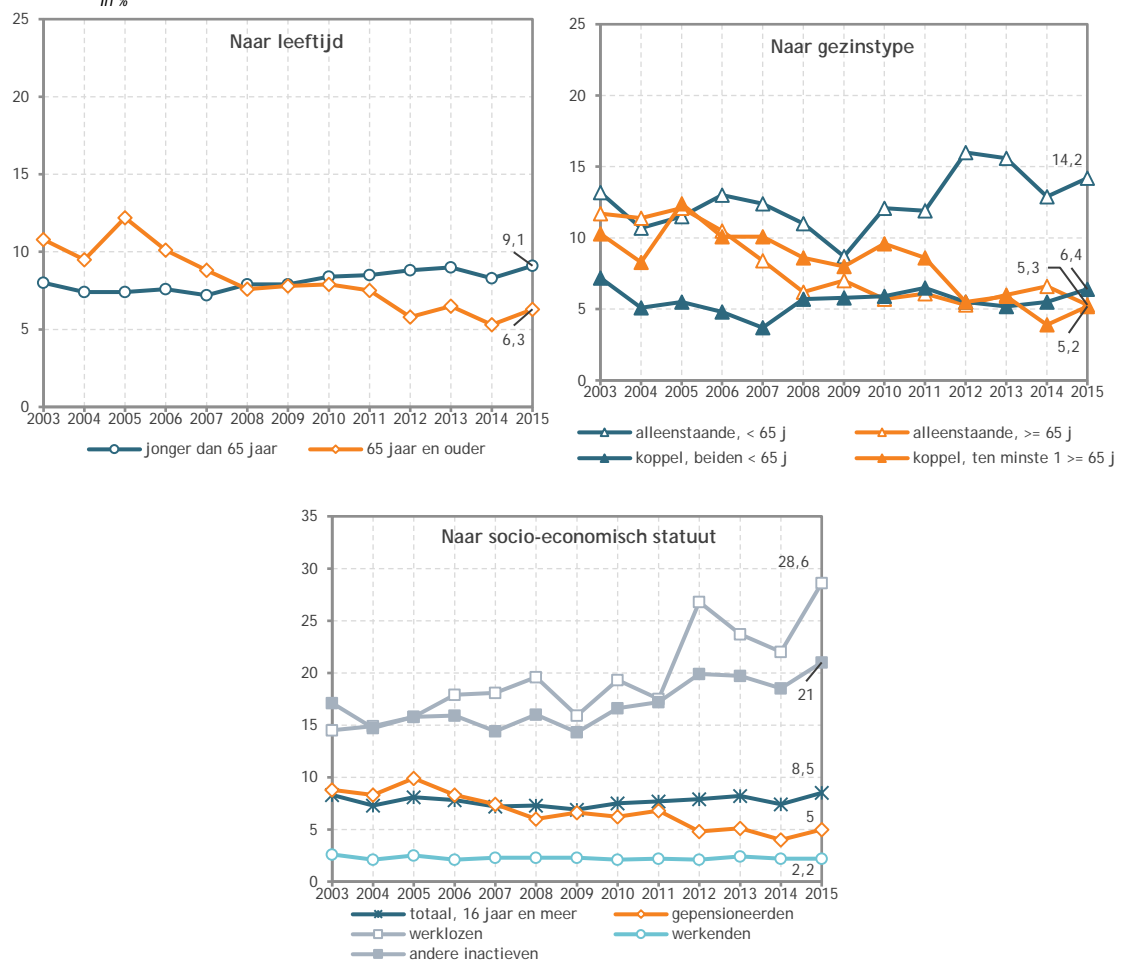 in %
Naar leeftijd
25
20
15
10
5
0
9,1
6,3
2003 2004 2005 2006 2007 2008 2009 2010 2011 2012 2013 2014 2015
jonger dan 65 jaar 65 jaar en ouder
Naar gezinstype
25
20
15
10
5
0
14,2
6,4
5,3
5,2
2003 2004 2005 2006 2007 2008 2009 2010 2011 2012 2013 2014 2015
alleenstaande, < 65 j alleenstaande, >= 65 j
koppel, beiden < 65 j koppel, ten minste 1 >= 65 j
Naar socio-economisch statuut
35
30
25
20
15
10
5
0
28,6
21
8,5
5
2,2
2003 2004 2005 2006 2007 2008 2009 2010 2011 2012 2013 2014 2015
totaal, 16 jaar en meer gepensioneerden
werklozen werkenden
andere inactieven